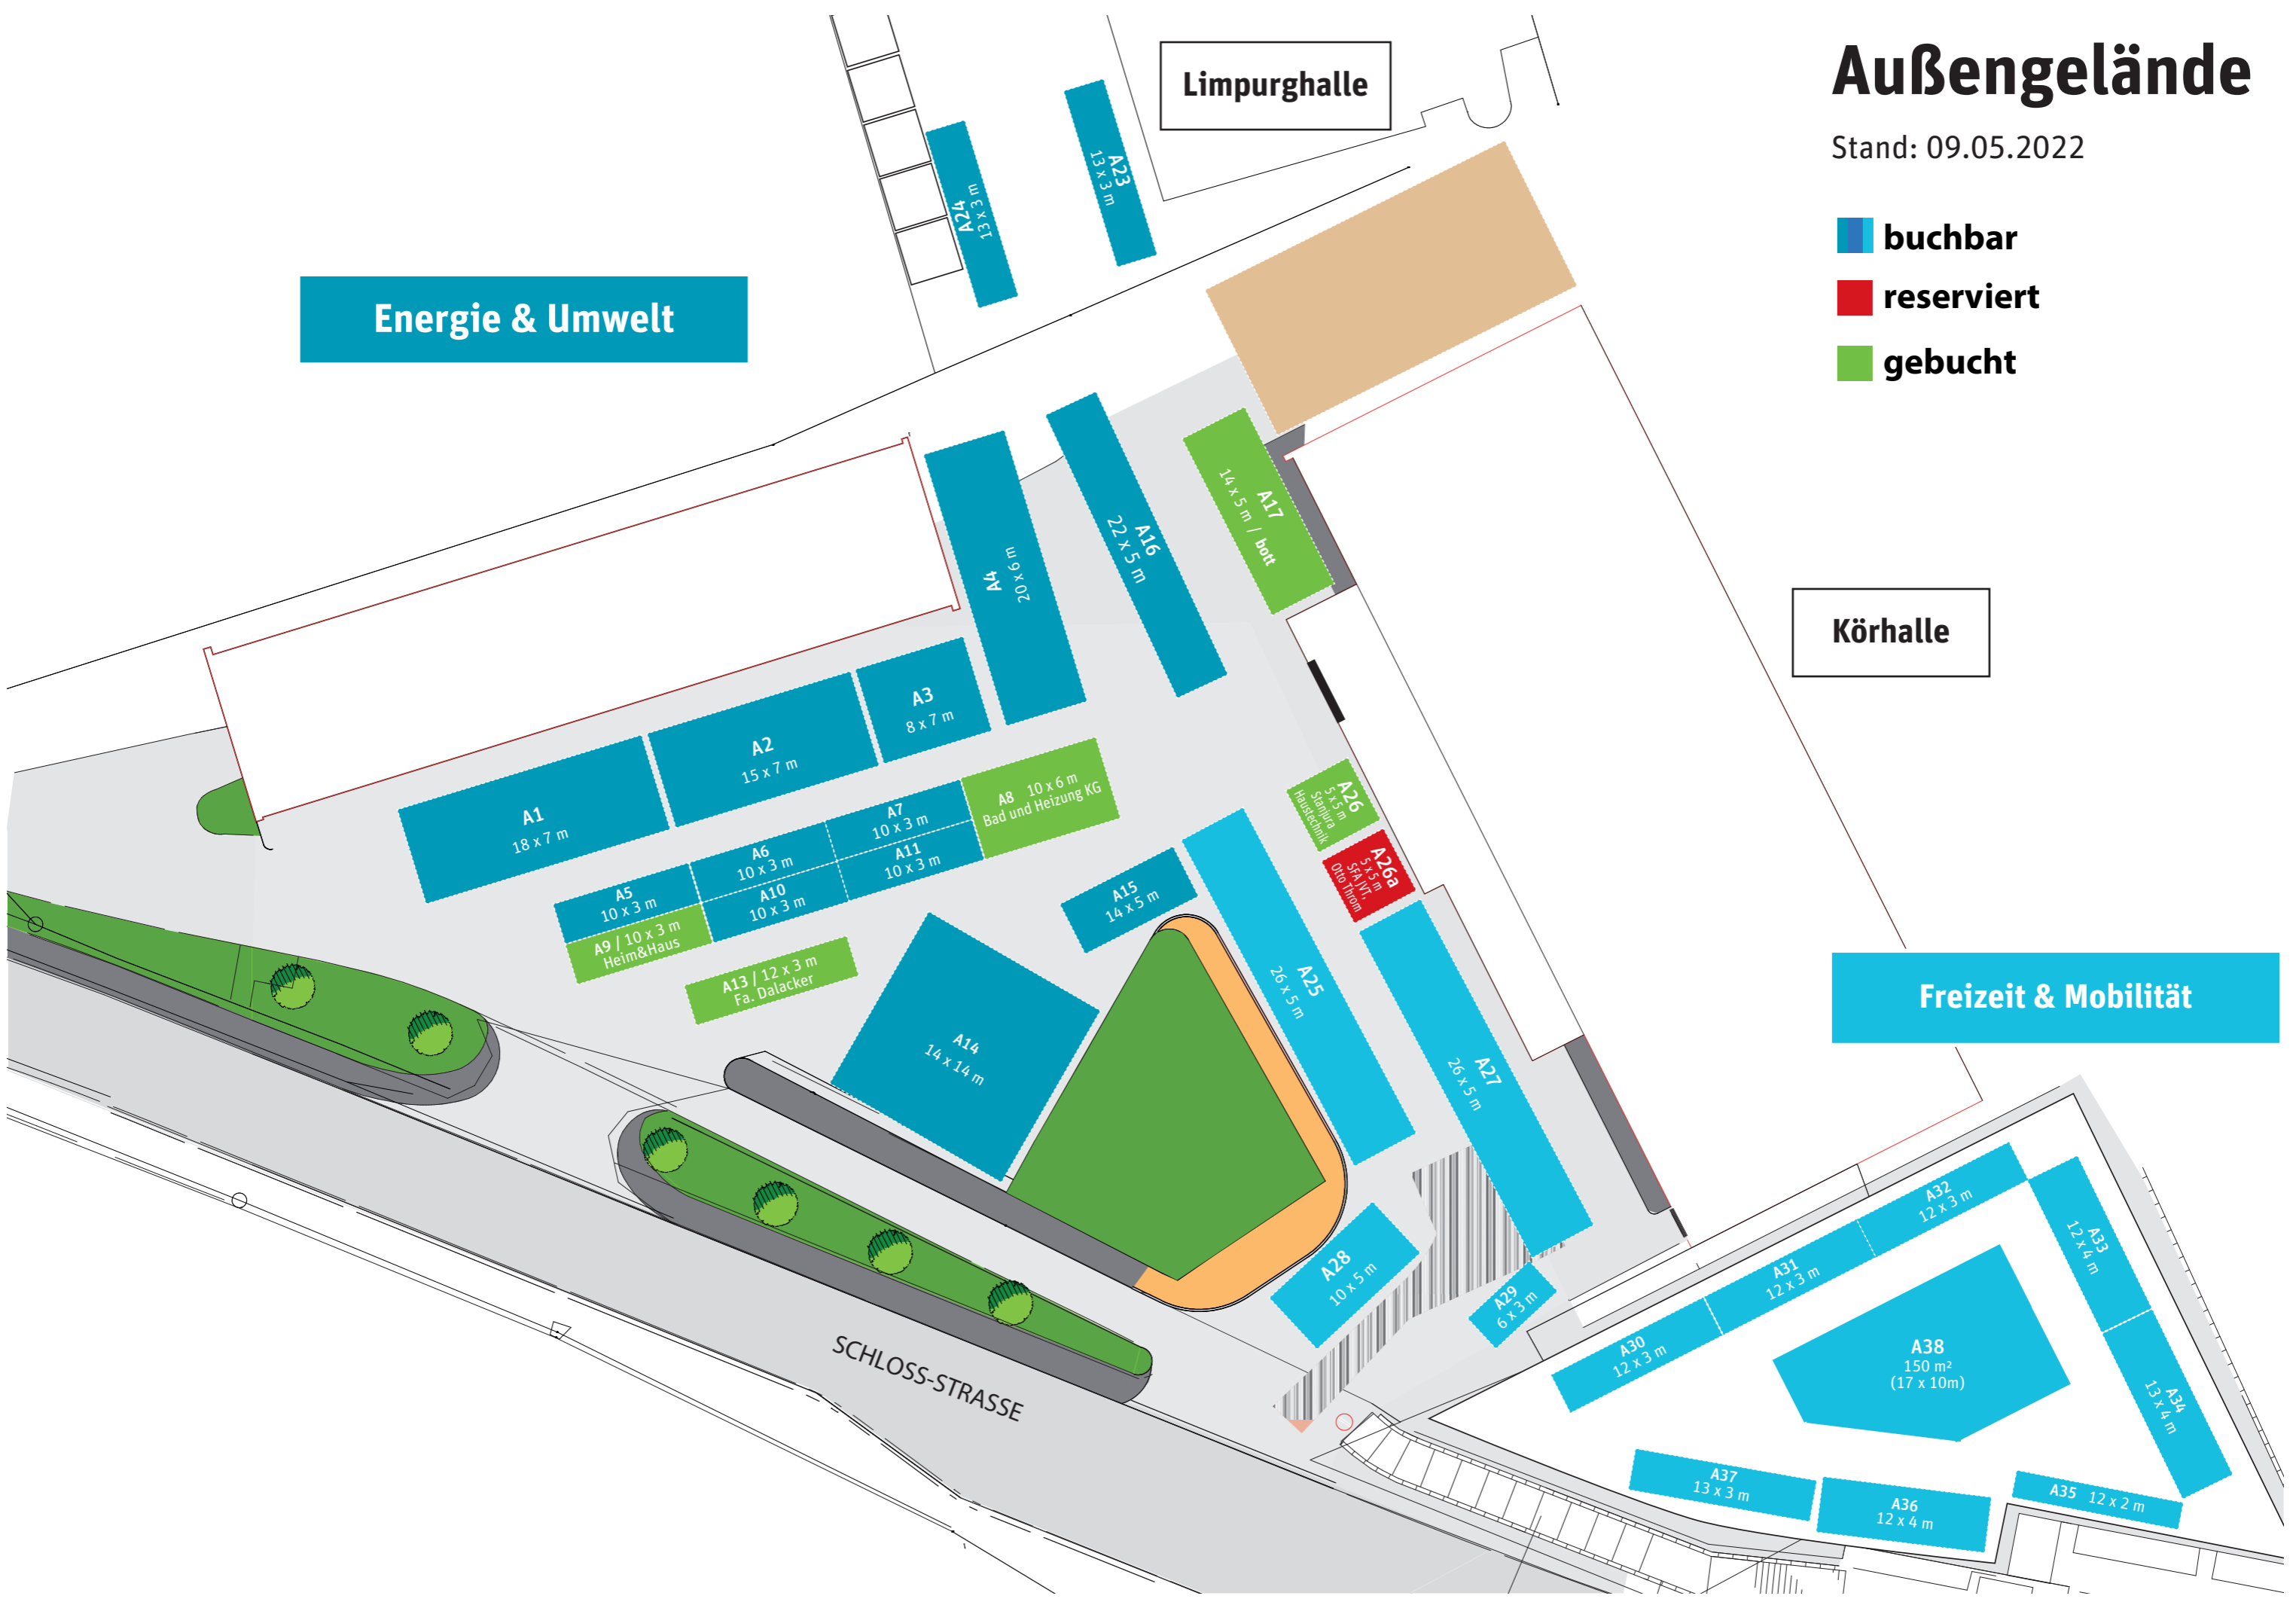 Außengelände
Stand: 09.05.2022
buchbar
reserviert
gebucht
Limpurghalle
Energie & Umwelt
Körhalle
Freizeit & Mobilität
A24
13 x 3 m
A23
13 x 3 m
A4
20 x 6 m
A16
22 x 5 m
A17
14 x 5 m / bott
A1
18 x 7 m
A2
15 x 7 m
A3
8 x 7 m
A5
10 x 3 m
A6
10 x 3 m
A7
10 x 3 m
A8 10 x 6 m
Bad und Heizung KG
A9 / 10 x 3 m
Heim&Haus
A10
10 x 3 m
A11
10 x 3 m
A13 / 12 x 3 m
Fa. Dalacker
A14
14 x 14 m
A15
14 x 5 m
A25
26 x 5 m
A26
5 x 5 m
Stanjura
Haustechnik
A26a
5 x 5 m
SFA JVT,
Otto Throm
A27
26 x 5 m
A28
10 x 5 m
A29
6 x 3 m
A30
12 x 3 m
A31
12 x 3 m
A32
12 x 3 m
A33
12 x 4 m
A34
13 x 4 m
A38
150 m²
(17 x 10m)
A37
13 x 3 m
A36
12 x 4 m
A35 12 x 2 m
SCHLOSS-STRASSE